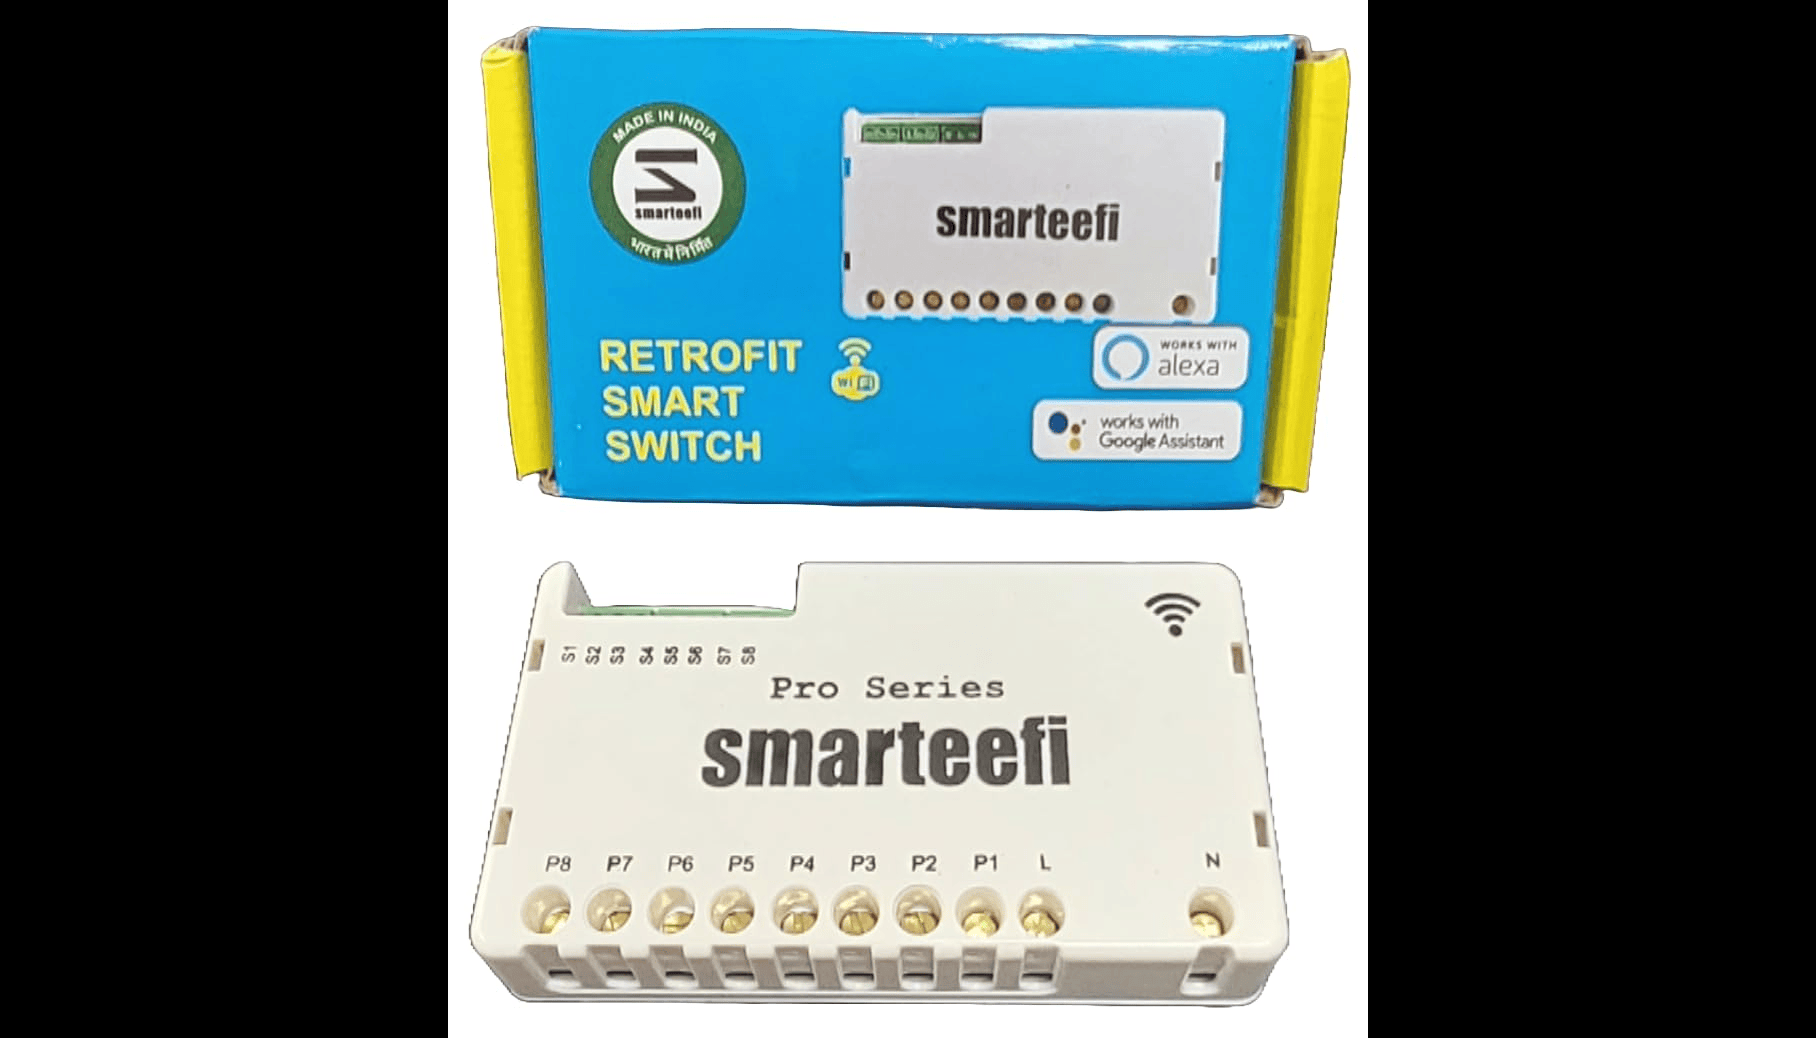 MADE IN INDIA
smarteefi
भारत में निर्मित
smarteefi
RETROFIT
SMART
SWITCH
WiFi
WORKS WITH
alexa
works with
Google Assistant
S1 S2 S3 S4 S5 S6 S7 S8
Pro Series
smarteefi
P8 P7 P6 P5 P4 P3 P2 P1 L N